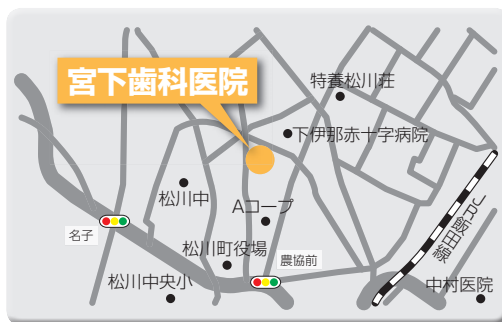 宮下歯科医院
特養松川荘
下伊那赤十字病院
松川中
Aコープ
JR飯田線
名子
松川町役場
農協前
松川中央小
中村医院